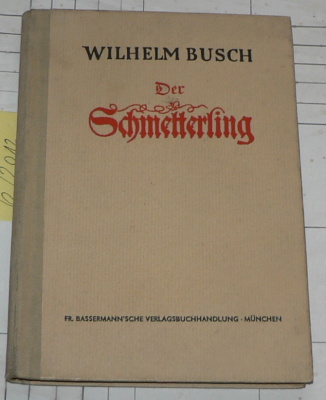 WILHELM BUSCH
Der
Schmetterling
FR. BASSERMANN'SCHE VERLAGSBUCHHANDLUNG · MÜNCHEN